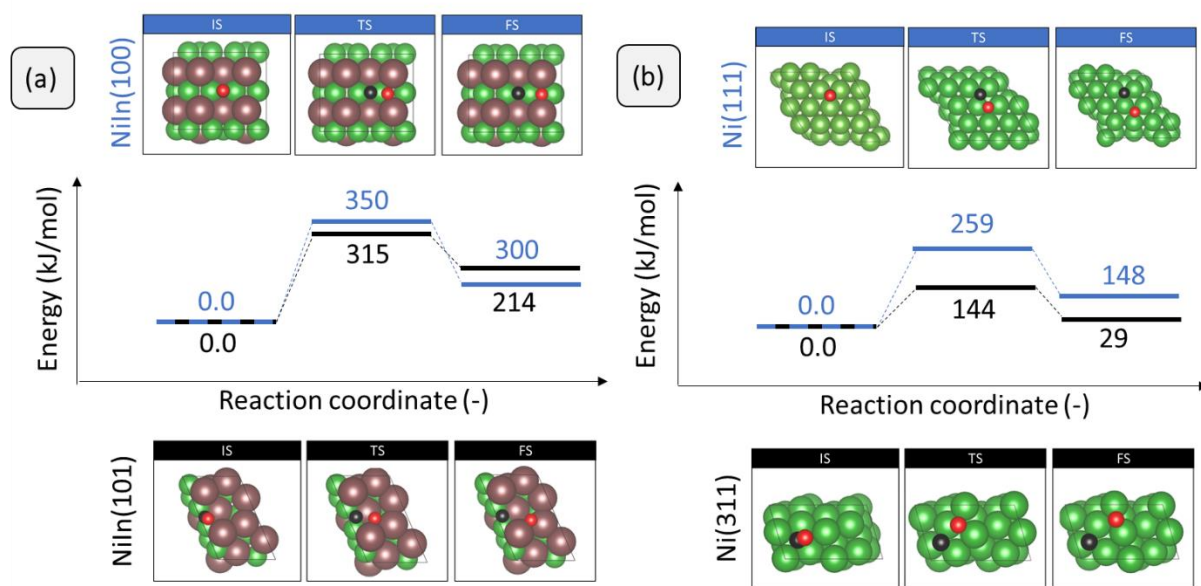 (a)
NiIn(100)
IS
TS
FS
Energy (kJ/mol)
350
315
300
214
0.0
0.0
Reaction coordinate (-)
NiIn(101)
IS
TS
FS
(b)
Ni(111)
IS
TS
FS
Energy (kJ/mol)
259
144
148
29
0.0
0.0
Reaction coordinate (-)
Ni(311)
IS
TS
FS